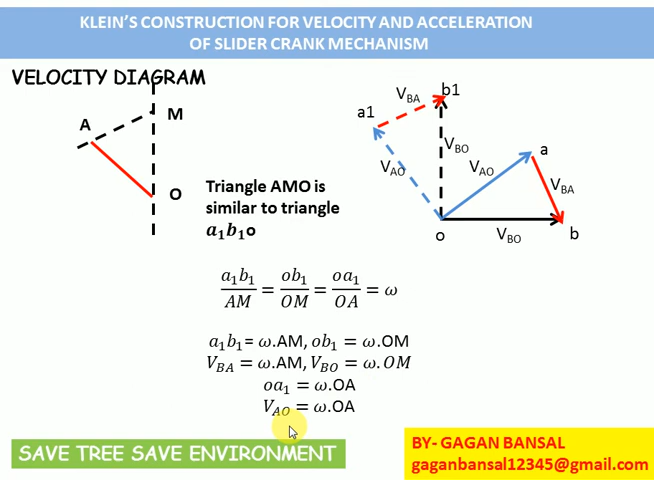 KLEIN'S CONSTRUCTION FOR VELOCITY AND ACCELERATION
OF SLIDER CRANK MECHANISM
VELOCITY DIAGRAM
A
M
O
Triangle AMO is
similar to triangle
a₁b₁o
a1
V_BA
b1
V_AO
V_BO
V_AO
a
V_BA
o
V_BO
b
a₁b₁/AM = ob₁/OM = oa₁/OA = ω
a₁b₁= ω.AM, ob₁ = ω.OM
V_BA = ω.AM, V_BO = ω.OM
oa₁ = ω.OA
V_AO = ω.OA
SAVE TREE SAVE ENVIRONMENT
BY- GAGAN BANSAL
gaganbansal12345@gmail.com